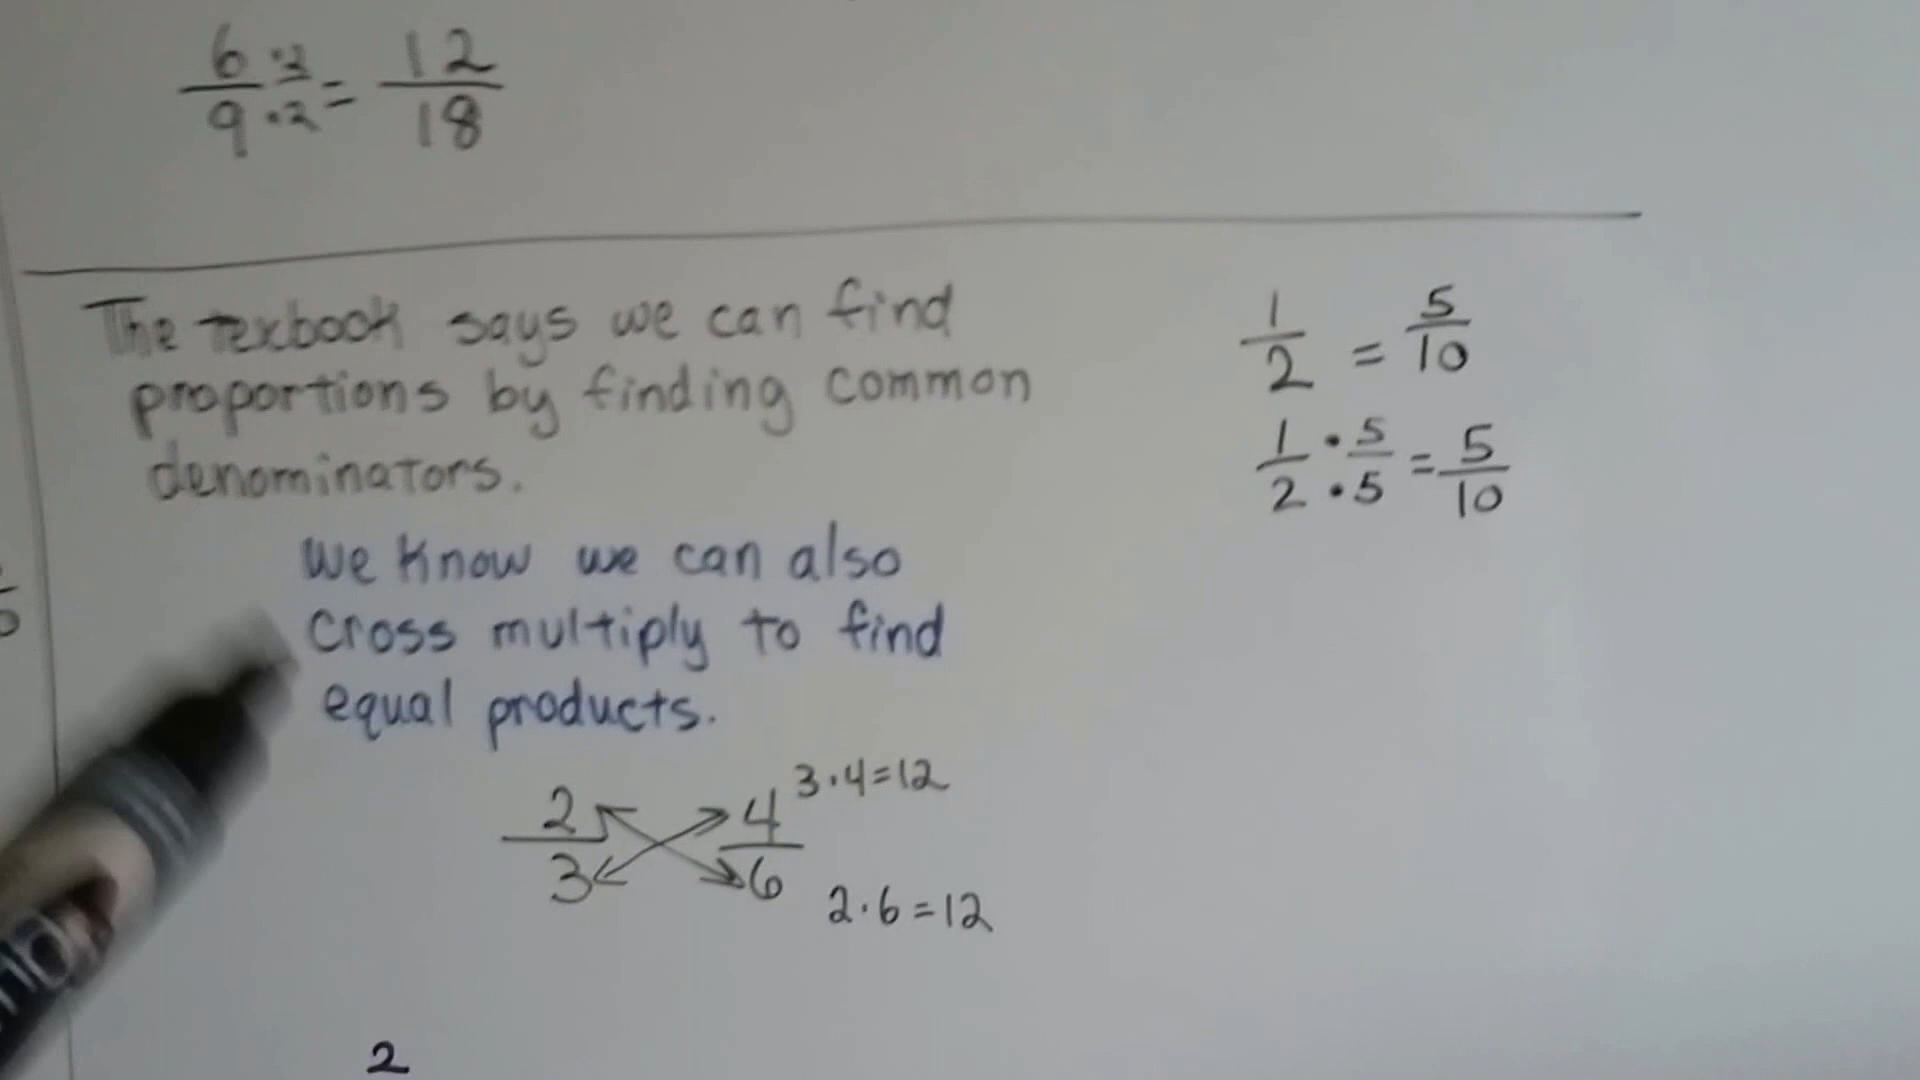 6 ·2 = 12
9 ·2 18
The texbook says we can find
proportions by finding common
denominators.
1/2 = 5/10
1/2 · 5/5 = 5/10
we know we can also
cross multiply to find
equal products.
2/3 4/6
3·4=12
2·6=12
2